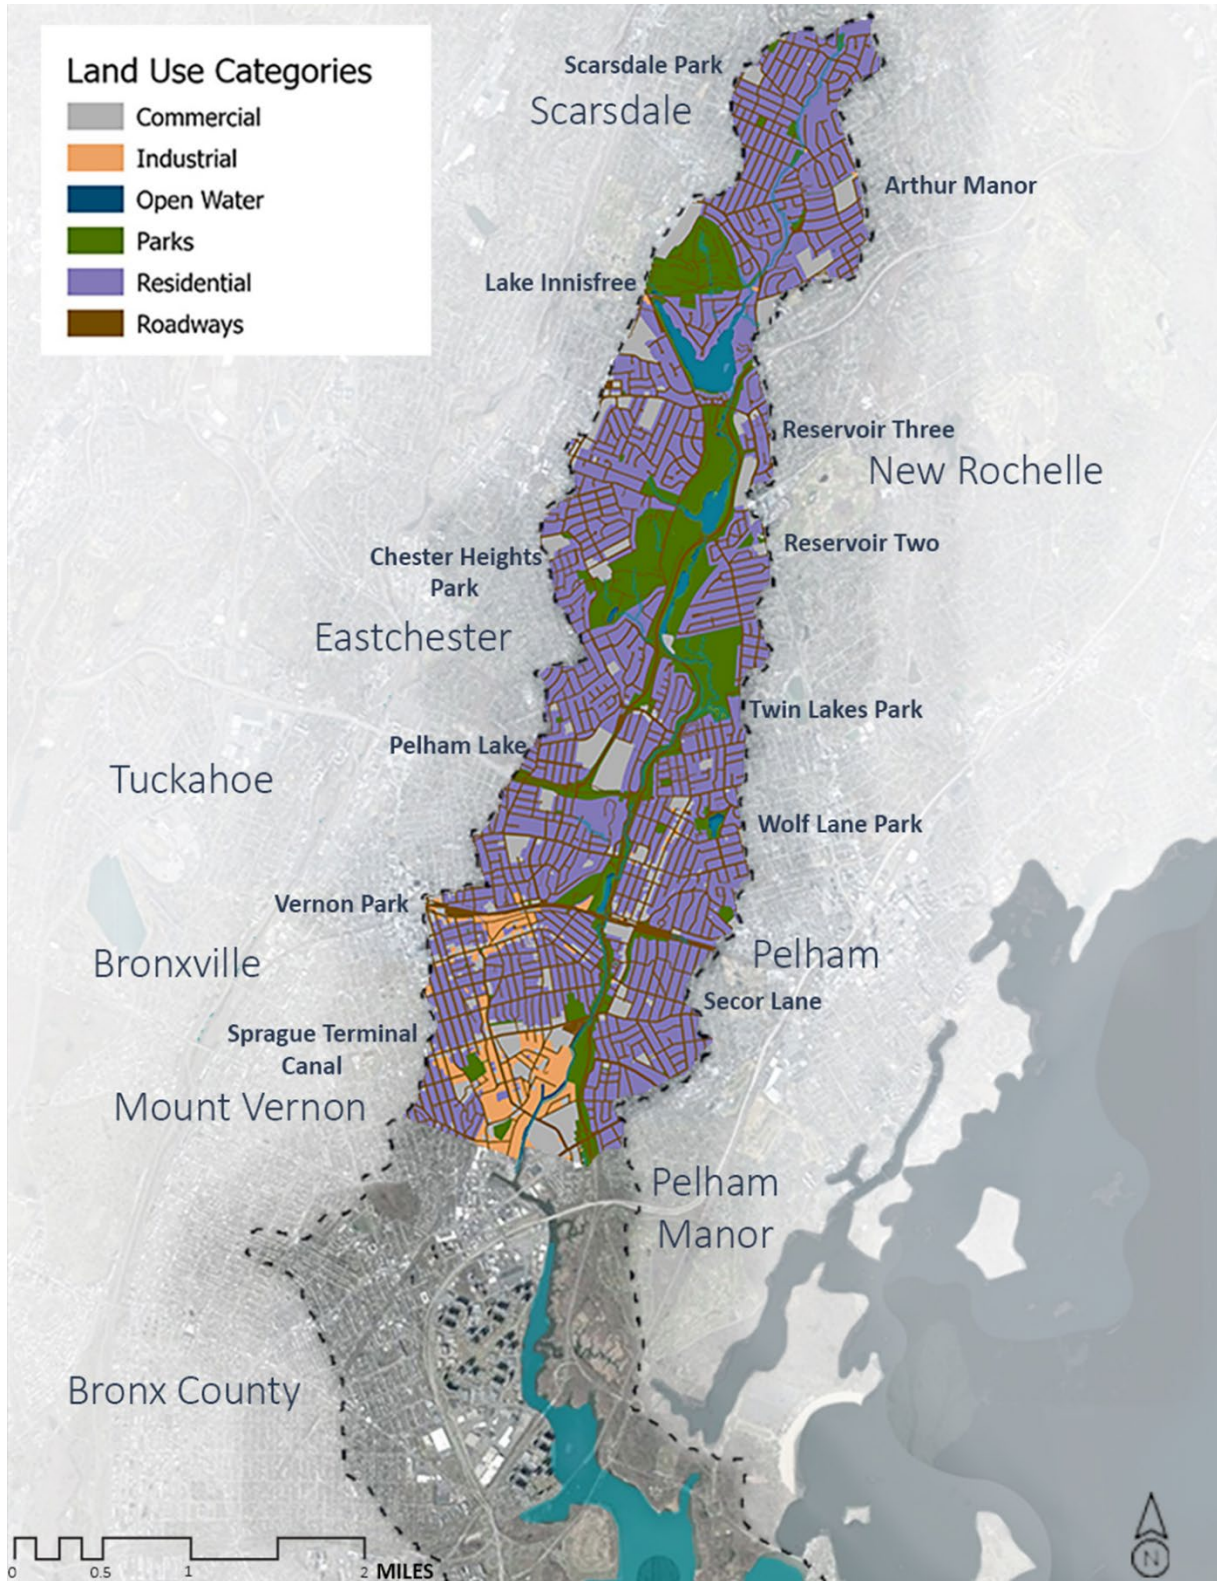 Land Use Categories
Commercial
Industrial
Open Water
Parks
Residential
Roadways
Scarsdale Park
Scarsdale
Arthur Manor
Lake Innisfree
Reservoir Three
New Rochelle
Reservoir Two
Chester Heights
Park
Eastchester
Twin Lakes Park
Pelham Lake
Tuckahoe
Wolf Lane Park
Vernon Park
Bronxville
Pelham
Secor Lane
Sprague Terminal
Canal
Mount Vernon
Pelham
Manor
Bronx County
0 0.5 1 2 MILES
N